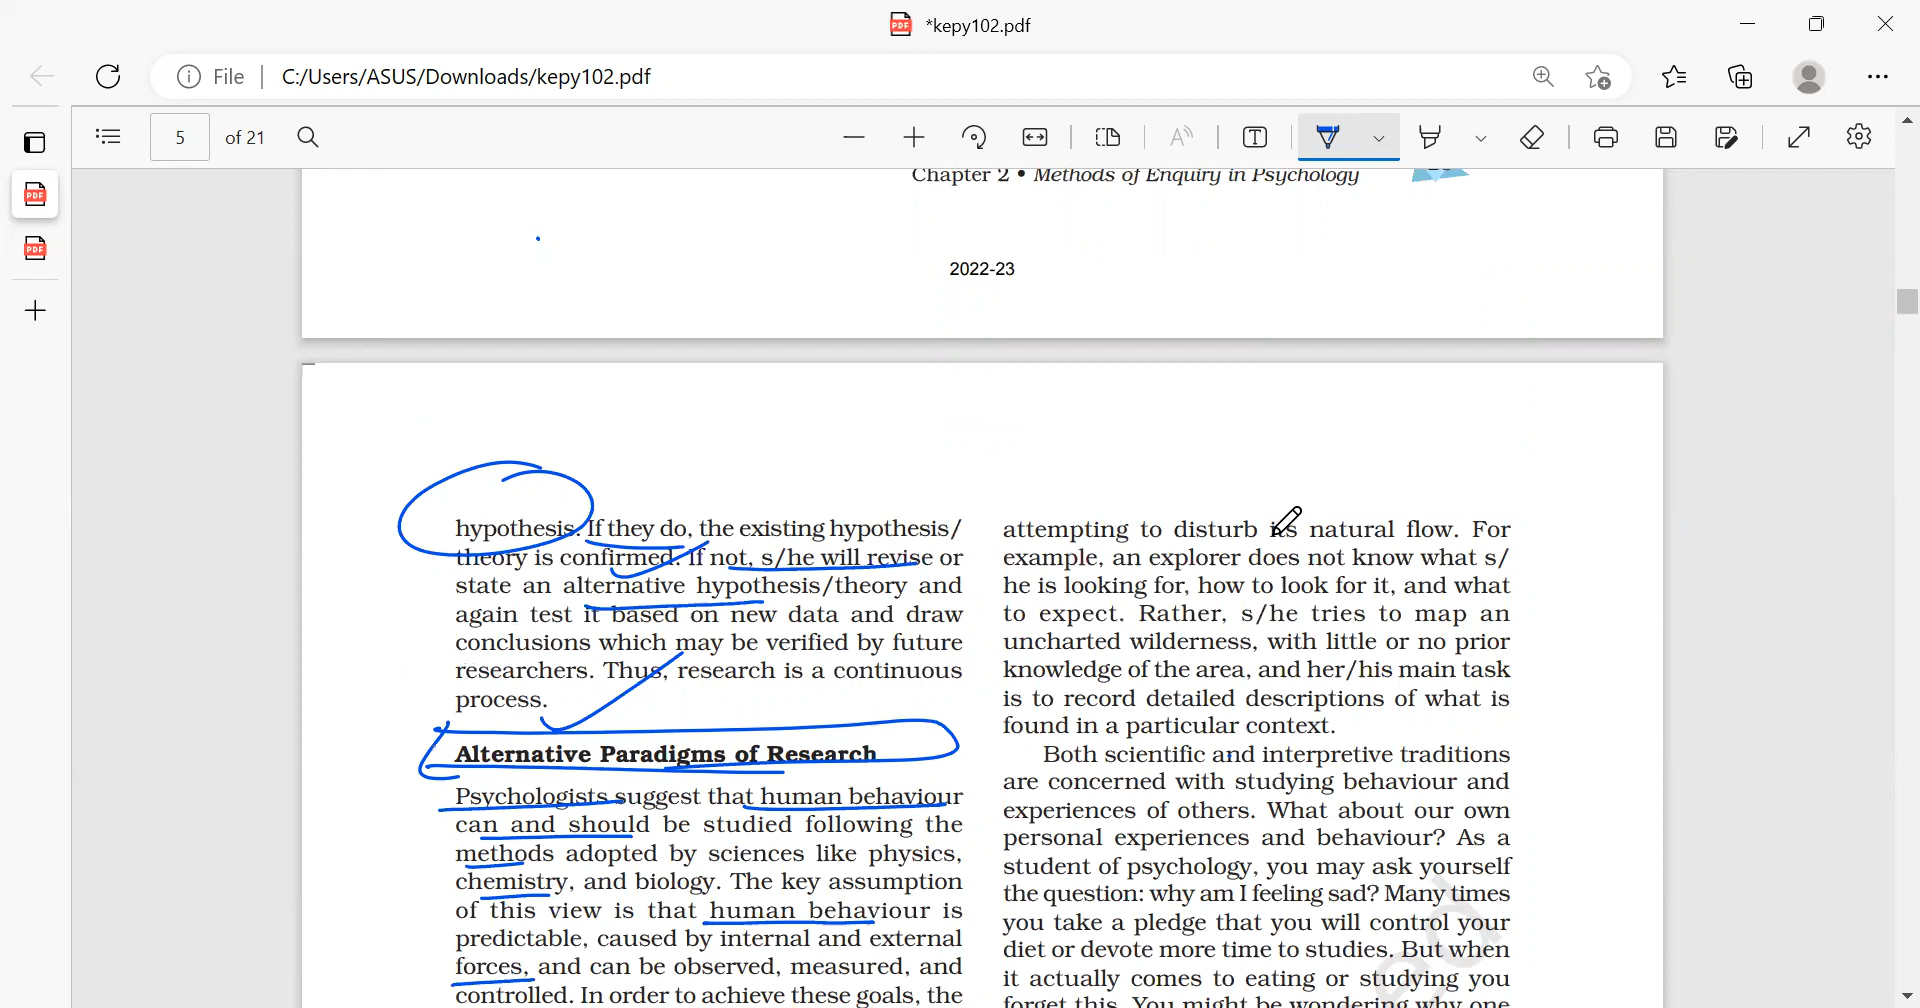 *kepy102.pdf
File
C:/Users/ASUS/Downloads/kepy102.pdf
5 of 21
Chapter 2 • Methods of Enquiry in Psychology
2022-23
hypothesis. If they do, the existing hypothesis/
theory is confirmed. If not, s/he will revise or
state an alternative hypothesis/theory and
again test it based on new data and draw
conclusions which may be verified by future
researchers. Thus, research is a continuous
process.
Alternative Paradigms of Research
Psychologists suggest that human behaviour
can and should be studied following the
methods adopted by sciences like physics,
chemistry, and biology. The key assumption
of this view is that human behaviour is
predictable, caused by internal and external
forces, and can be observed, measured, and
controlled. In order to achieve these goals, the
attempting to disturb its natural flow. For
example, an explorer does not know what s/
he is looking for, how to look for it, and what
to expect. Rather, s/he tries to map an
uncharted wilderness, with little or no prior
knowledge of the area, and her/his main task
is to record detailed descriptions of what is
found in a particular context.
Both scientific and interpretive traditions
are concerned with studying behaviour and
experiences of others. What about our own
personal experiences and behaviour? As a
student of psychology, you may ask yourself
the question: why am I feeling sad? Many times
you take a pledge that you will control your
diet or devote more time to studies. But when
it actually comes to eating or studying you
forget this. You might be wondering why one